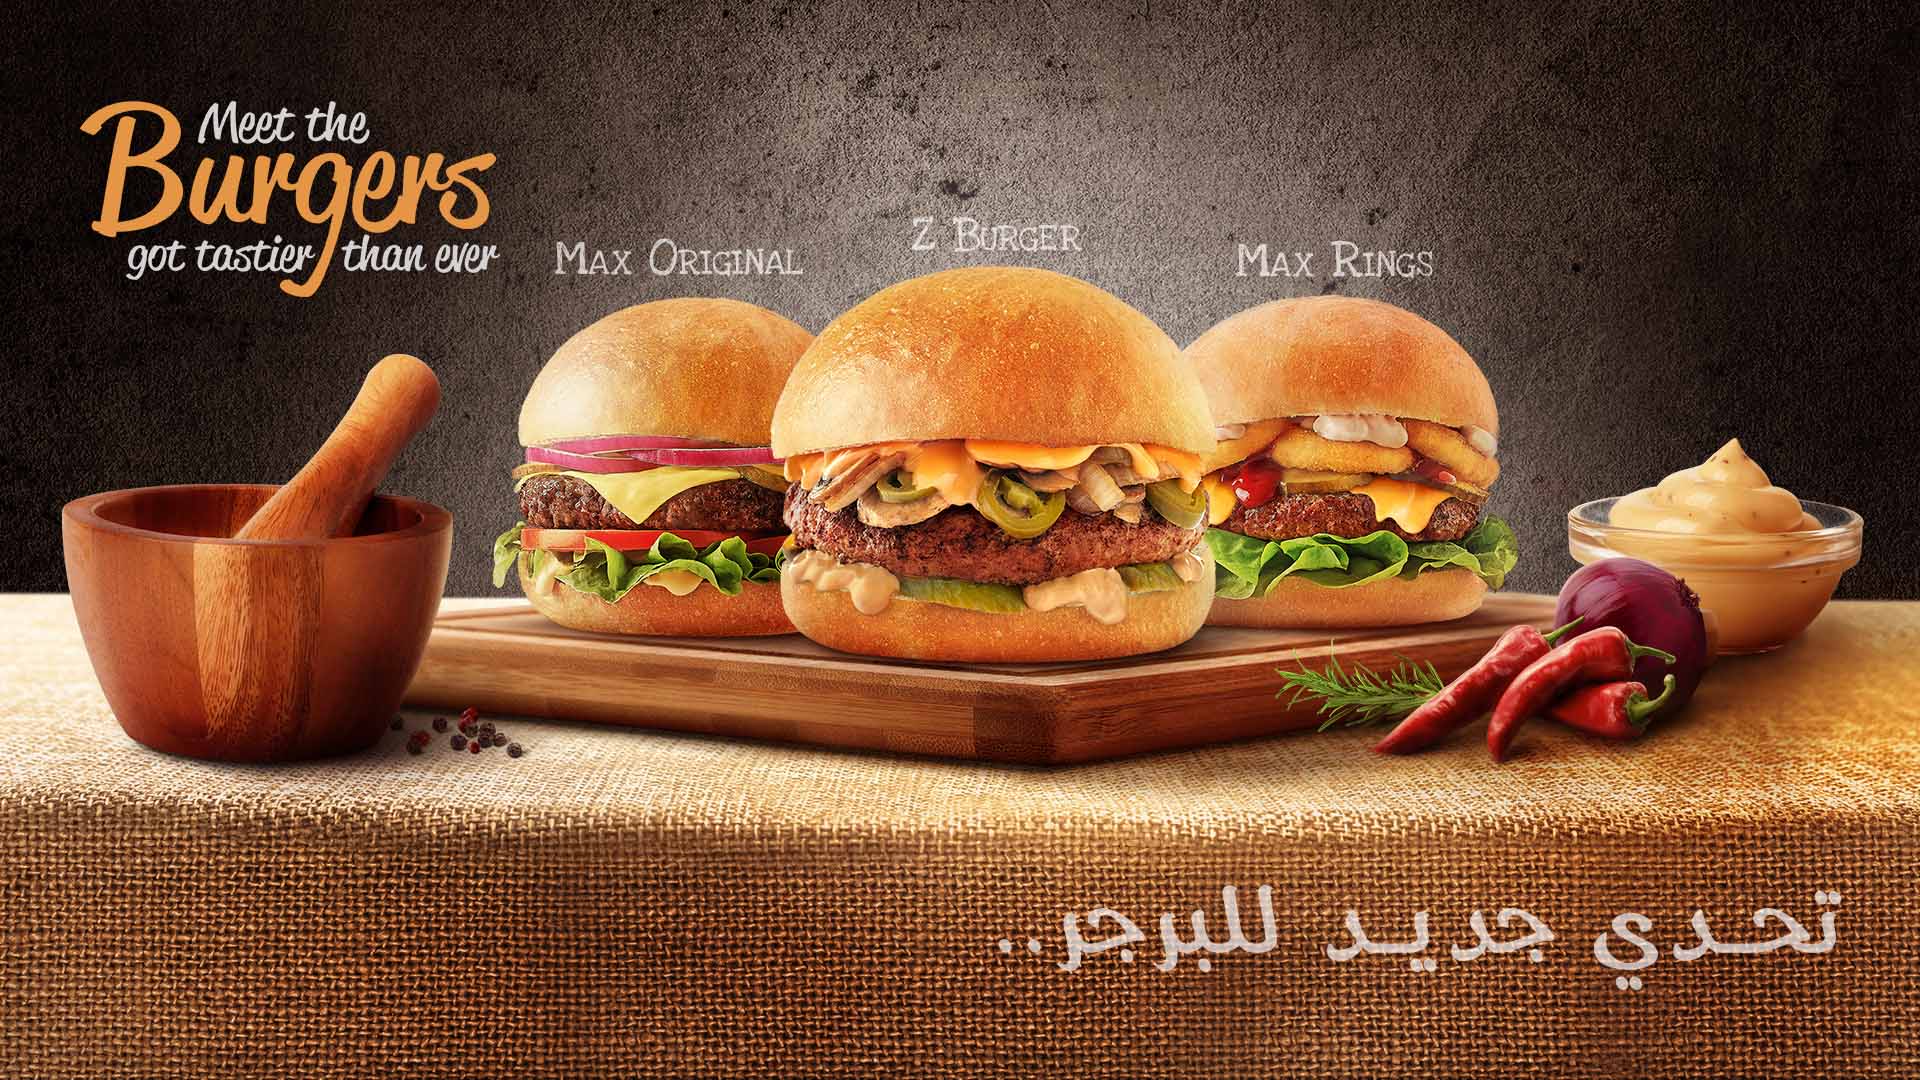 Meet the
Burgers
got tastier than ever
Max Original
Z Burger
Max Rings
تحدي جديد للبرجر..